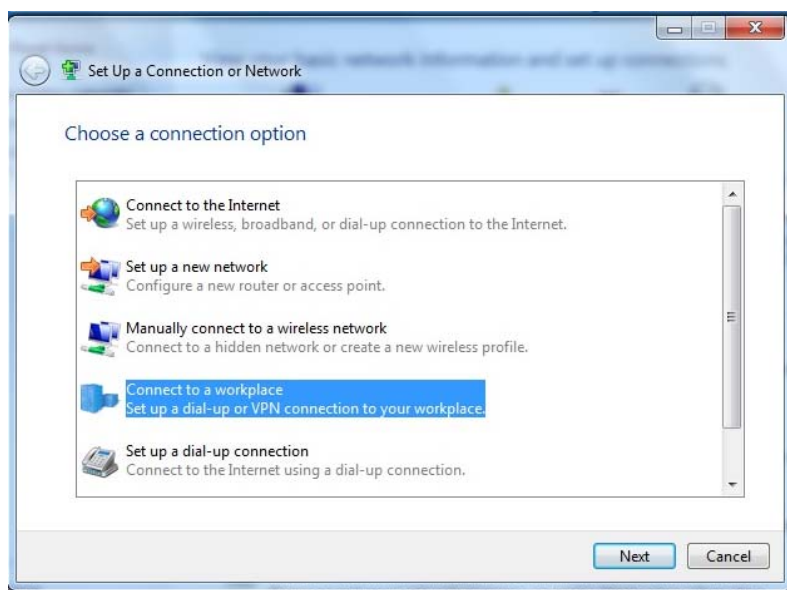 Set Up a Connection or Network
Choose a connection option
Connect to the Internet
Set up a wireless, broadband, or dial-up connection to the Internet.
Set up a new network
Configure a new router or access point.
Manually connect to a wireless network
Connect to a hidden network or create a new wireless profile.
Connect to a workplace
Set up a dial-up or VPN connection to your workplace.
Set up a dial-up connection
Connect to the Internet using a dial-up connection.
Next
Cancel